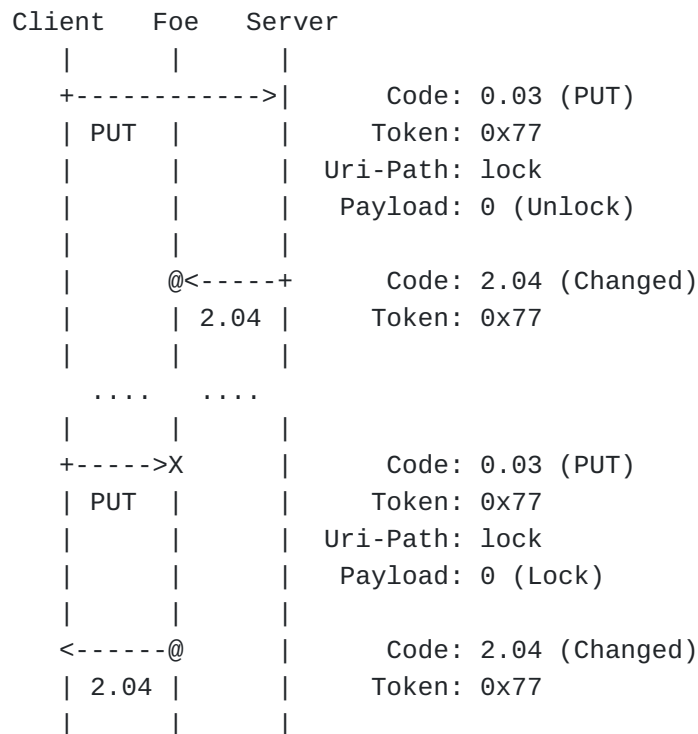 Client   Foe   Server
   |      |      |
   +------------>|      Code: 0.03 (PUT)
   | PUT  |      |     Token: 0x77
   |      |      |  Uri-Path: lock
   |      |      |   Payload: 0 (Unlock)
   |      |      |
   |      @<-----+      Code: 2.04 (Changed)
   |      | 2.04 |     Token: 0x77
   |      |      |
     ....   ....
   |      |      |
   +----->X      |      Code: 0.03 (PUT)
   | PUT  |      |     Token: 0x77
   |      |      |  Uri-Path: lock
   |      |      |   Payload: 0 (Lock)
   |      |      |
   <------@      |      Code: 2.04 (Changed)
   | 2.04 |      |     Token: 0x77
   |      |      |